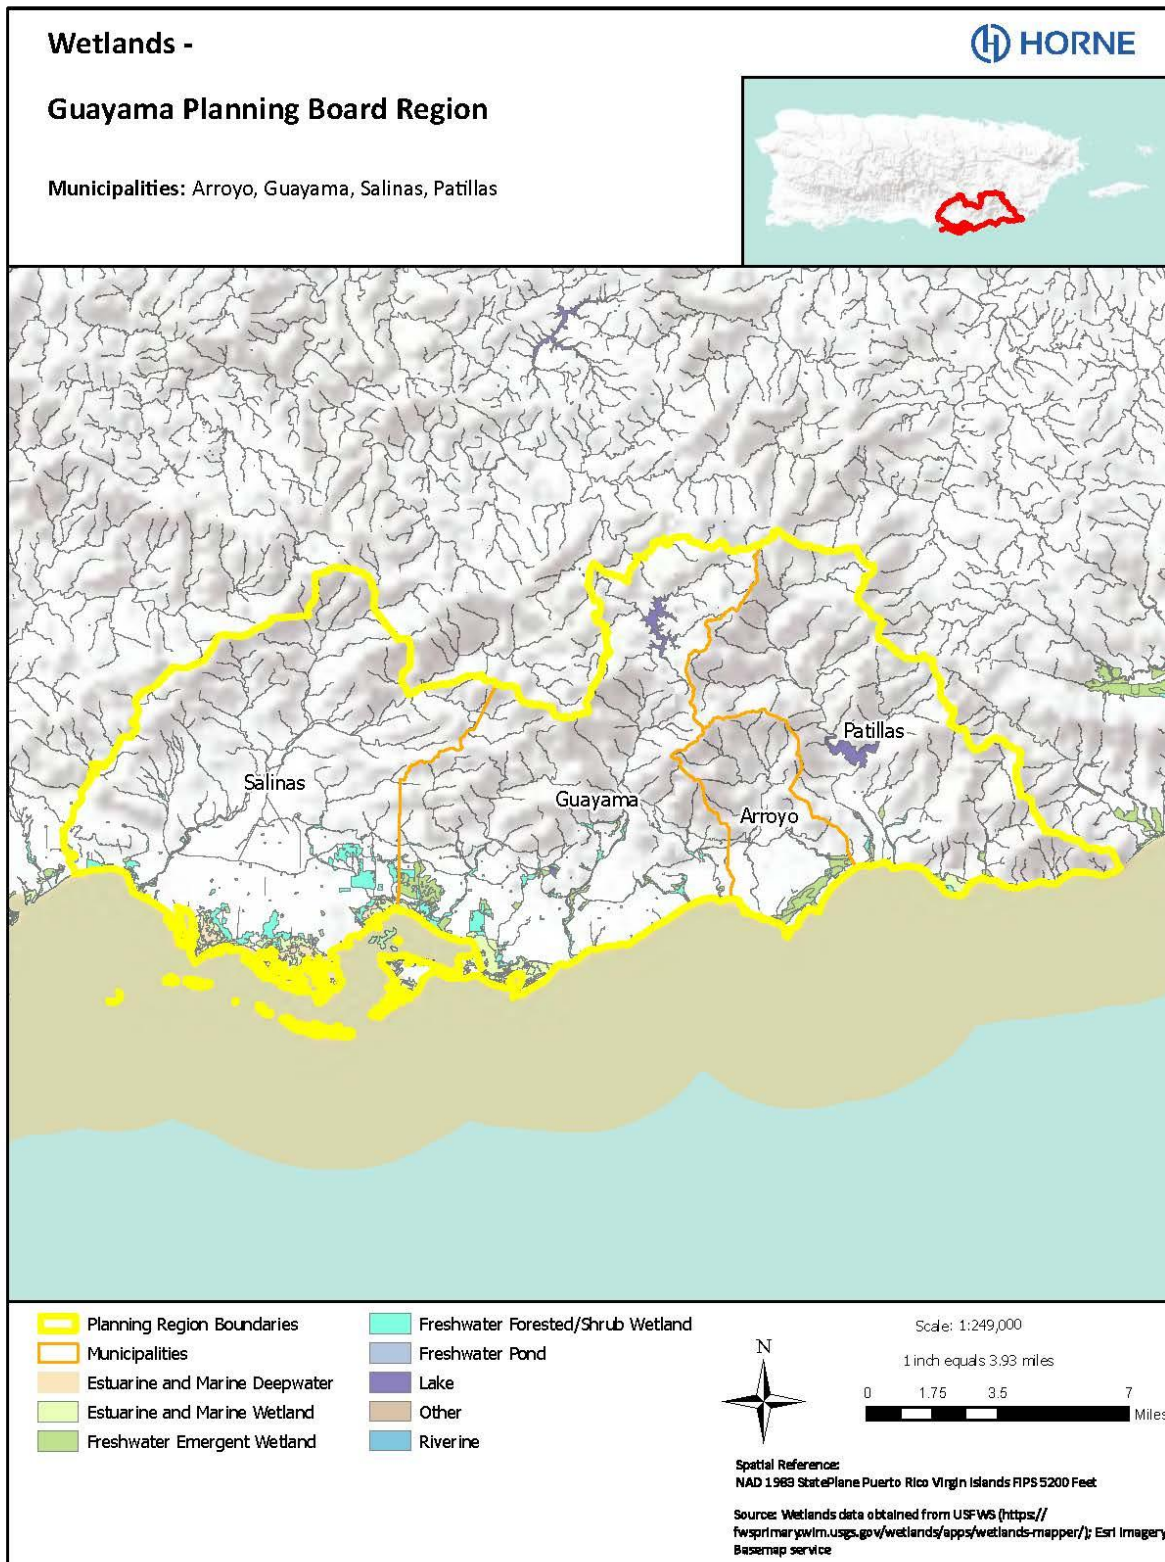 Wetlands -
HORNE
Guayama Planning Board Region
Municipalities: Arroyo, Guayama, Salinas, Patillas
Patillas
Salinas
Guayama
Arroyo
Planning Region Boundaries
Municipalities
Estuarine and Marine Deepwater
Estuarine and Marine Wetland
Freshwater Emergent Wetland
Freshwater Forested/Shrub Wetland
Freshwater Pond
Lake
Other
Riverine
N
Scale: 1:249,000
1 inch equals 3.93 miles
0 1.75 3.5 7
Miles
Spatial Reference:
NAD 1983 StatePlane Puerto Rico Virgin Islands FIPS 5200 Feet
Source: Wetlands data obtained from USFWS (https://
fwsprimary.wim.usgs.gov/wetlands/apps/wetlands-mapper/); Esri Imagery
Basemap service